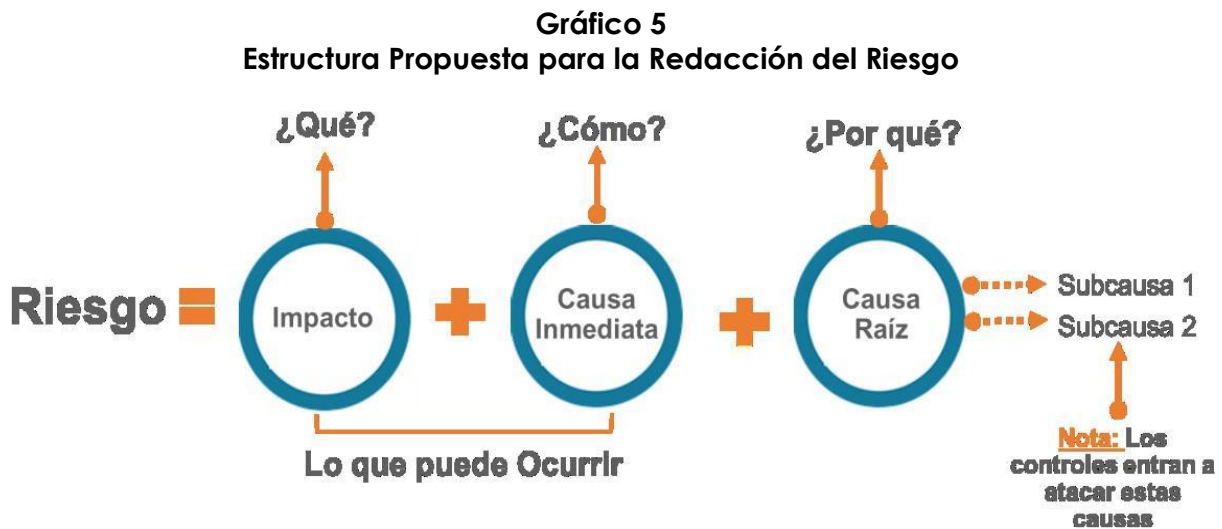 Gráfico 5
Estructura Propuesta para la Redacción del Riesgo
¿Qué?
¿Cómo?
¿Por qué?
Riesgo =
Impacto
+
Causa
Inmediata
+
Causa
Raíz
Subcausa 1
Subcausa 2
Lo que puede Ocurrir
Nota: Los
controles entran a
atacar estas
causas